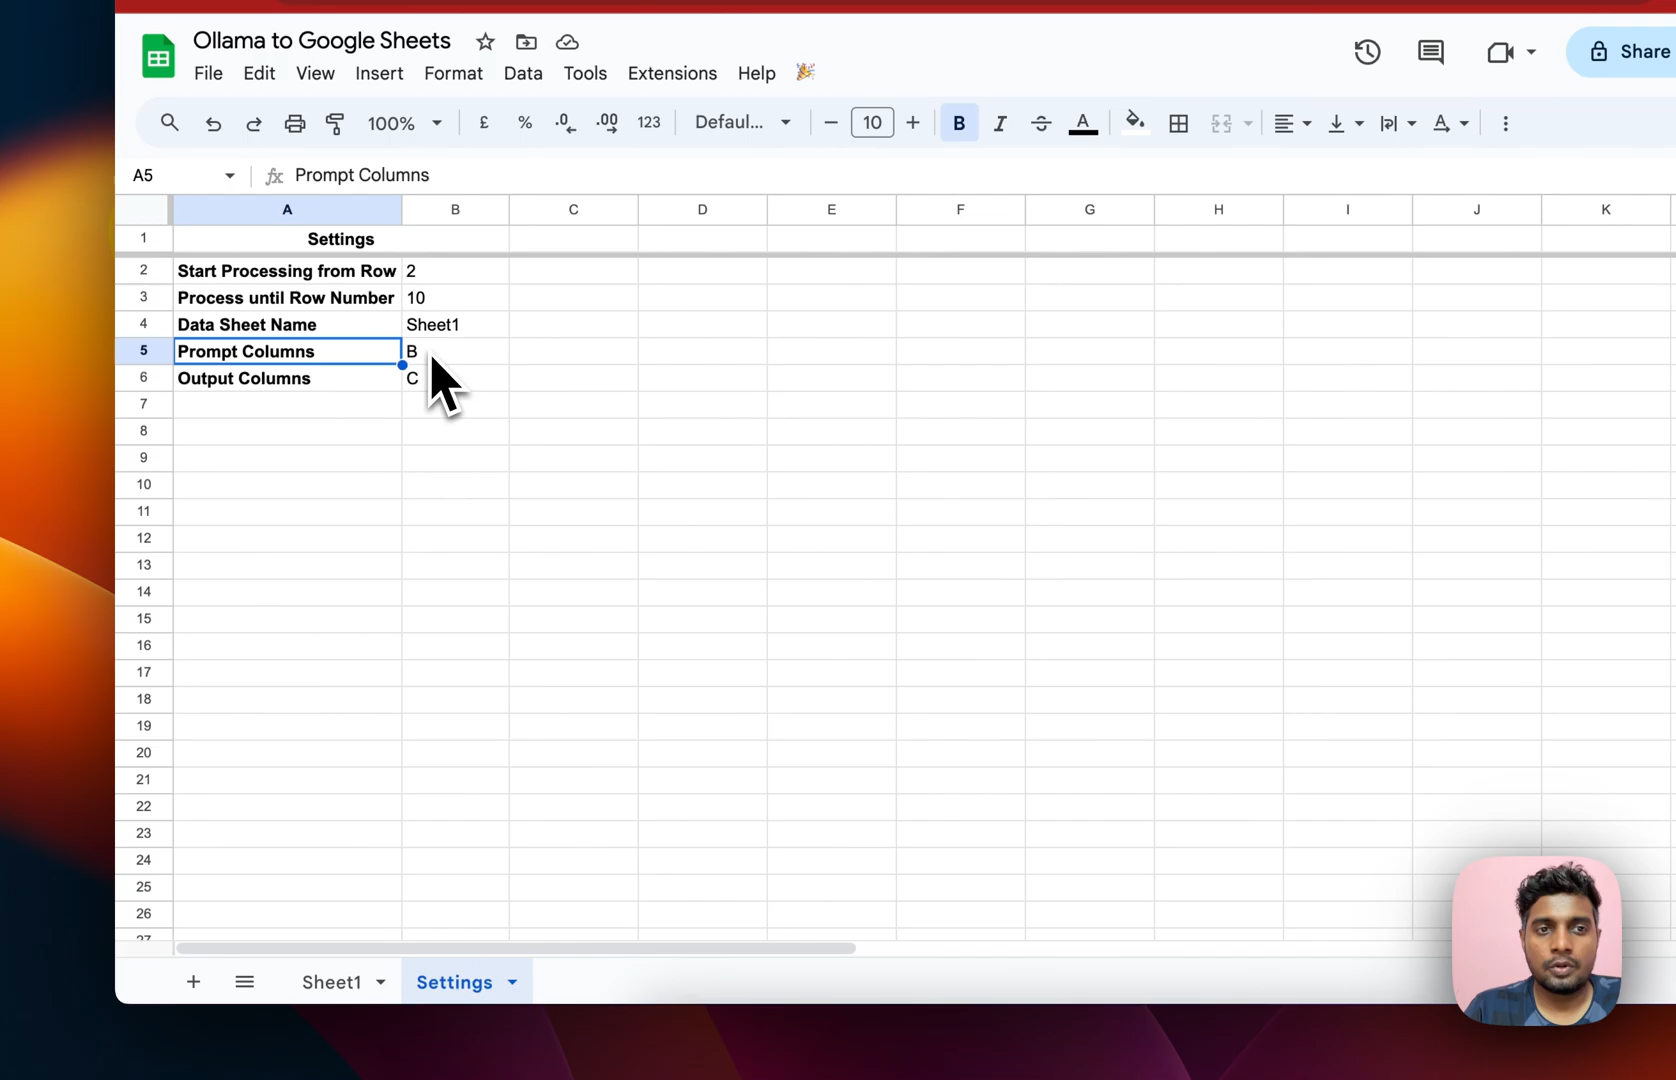 Ollama to Google Sheets
Share
File Edit View Insert Format Data Tools Extensions Help
100% £ % .0 .00 123 Defaul... − 10 + B I S A A
A5 fx Prompt Columns
A B C D E F G H I J K
1 Settings
2 Start Processing from Row 2
3 Process until Row Number 10
4 Data Sheet Name Sheet1
5 Prompt Columns B
6 Output Columns C
7
8
9
10
11
12
13
14
15
16
17
18
19
20
21
22
23
24
25
26
27
+ Sheet1 Settings